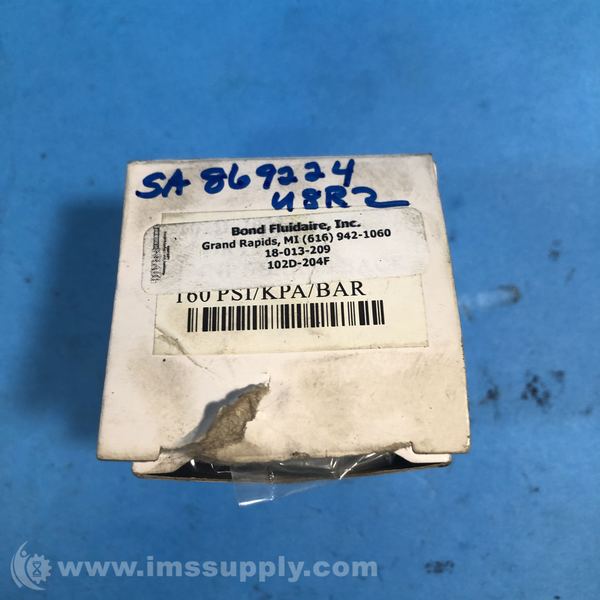 SA 869224
U8R2
Bond Fluidaire, Inc.
Grand Rapids, MI (616) 942-1060
18-013-209
102D-204F
160 PSI/KPA/BAR
www.imssupply.com